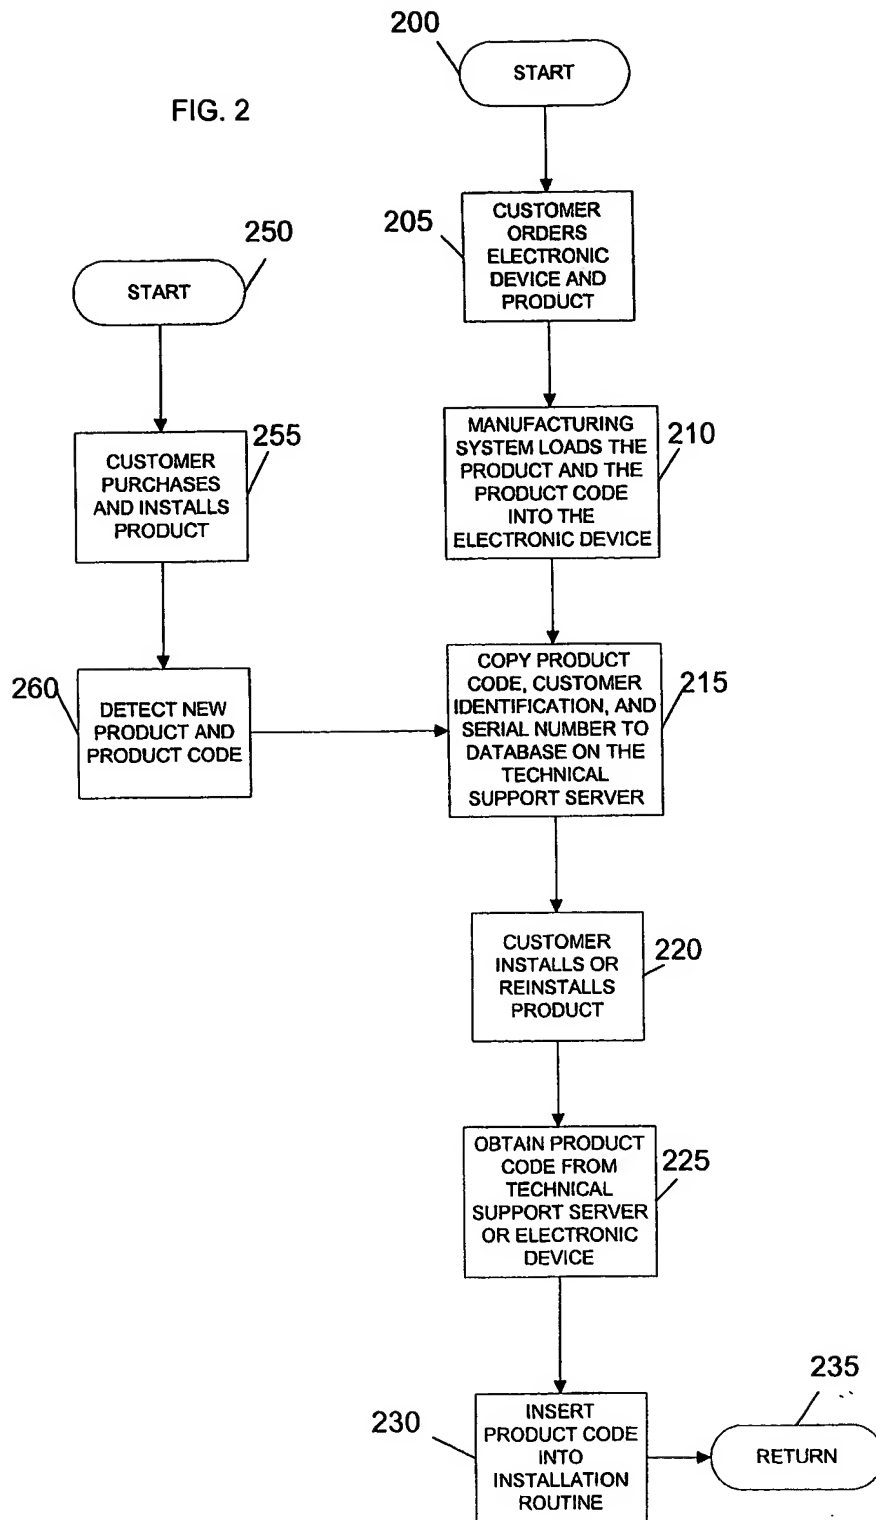 200
START
FIG. 2
205
CUSTOMER
ORDERS
ELECTRONIC
DEVICE AND
PRODUCT
250
START
MANUFACTURING
SYSTEM LOADS THE
PRODUCT AND THE
PRODUCT CODE
INTO THE
ELECTRONIC DEVICE
210
255
CUSTOMER
PURCHASES
AND INSTALLS
PRODUCT
260
DETECT NEW
PRODUCT AND
PRODUCT CODE
COPY PRODUCT
CODE, CUSTOMER
IDENTIFICATION, AND
SERIAL NUMBER TO
DATABASE ON THE
TECHNICAL
SUPPORT SERVER
215
CUSTOMER
INSTALLS OR
REINSTALLS
PRODUCT
220
OBTAIN PRODUCT
CODE FROM
TECHNICAL
SUPPORT SERVER
OR ELECTRONIC
DEVICE
225
230
INSERT
PRODUCT CODE
INTO
INSTALLATION
ROUTINE
235
RETURN